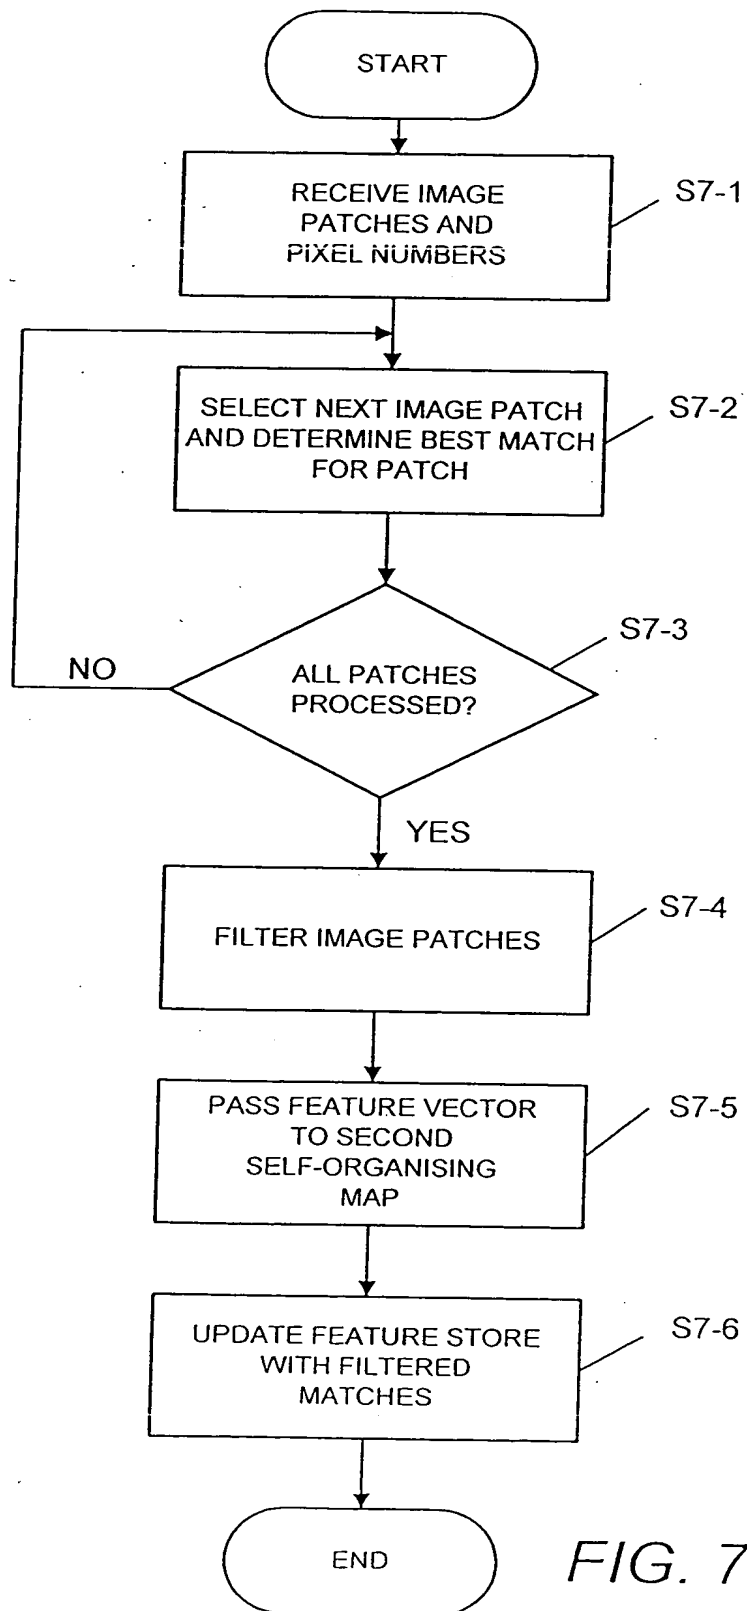 START
RECEIVE IMAGE
PATCHES AND
PIXEL NUMBERS
S7-1
SELECT NEXT IMAGE PATCH
AND DETERMINE BEST MATCH
FOR PATCH
S7-2
ALL PATCHES
PROCESSED?
S7-3
NO
YES
FILTER IMAGE PATCHES
S7-4
PASS FEATURE VECTOR
TO SECOND
SELF-ORGANISING
MAP
S7-5
UPDATE FEATURE STORE
WITH FILTERED
MATCHES
S7-6
END
FIG. 7